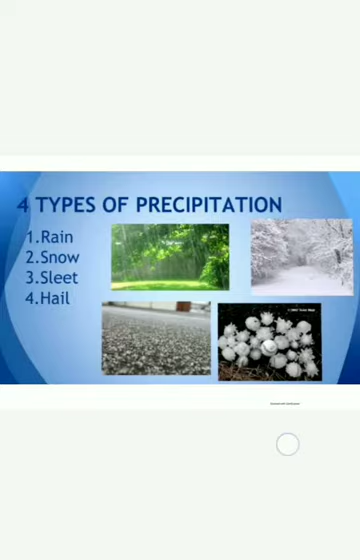 4 TYPES OF PRECIPITATION
1.Rain
2.Snow
3.Sleet
4.Hail